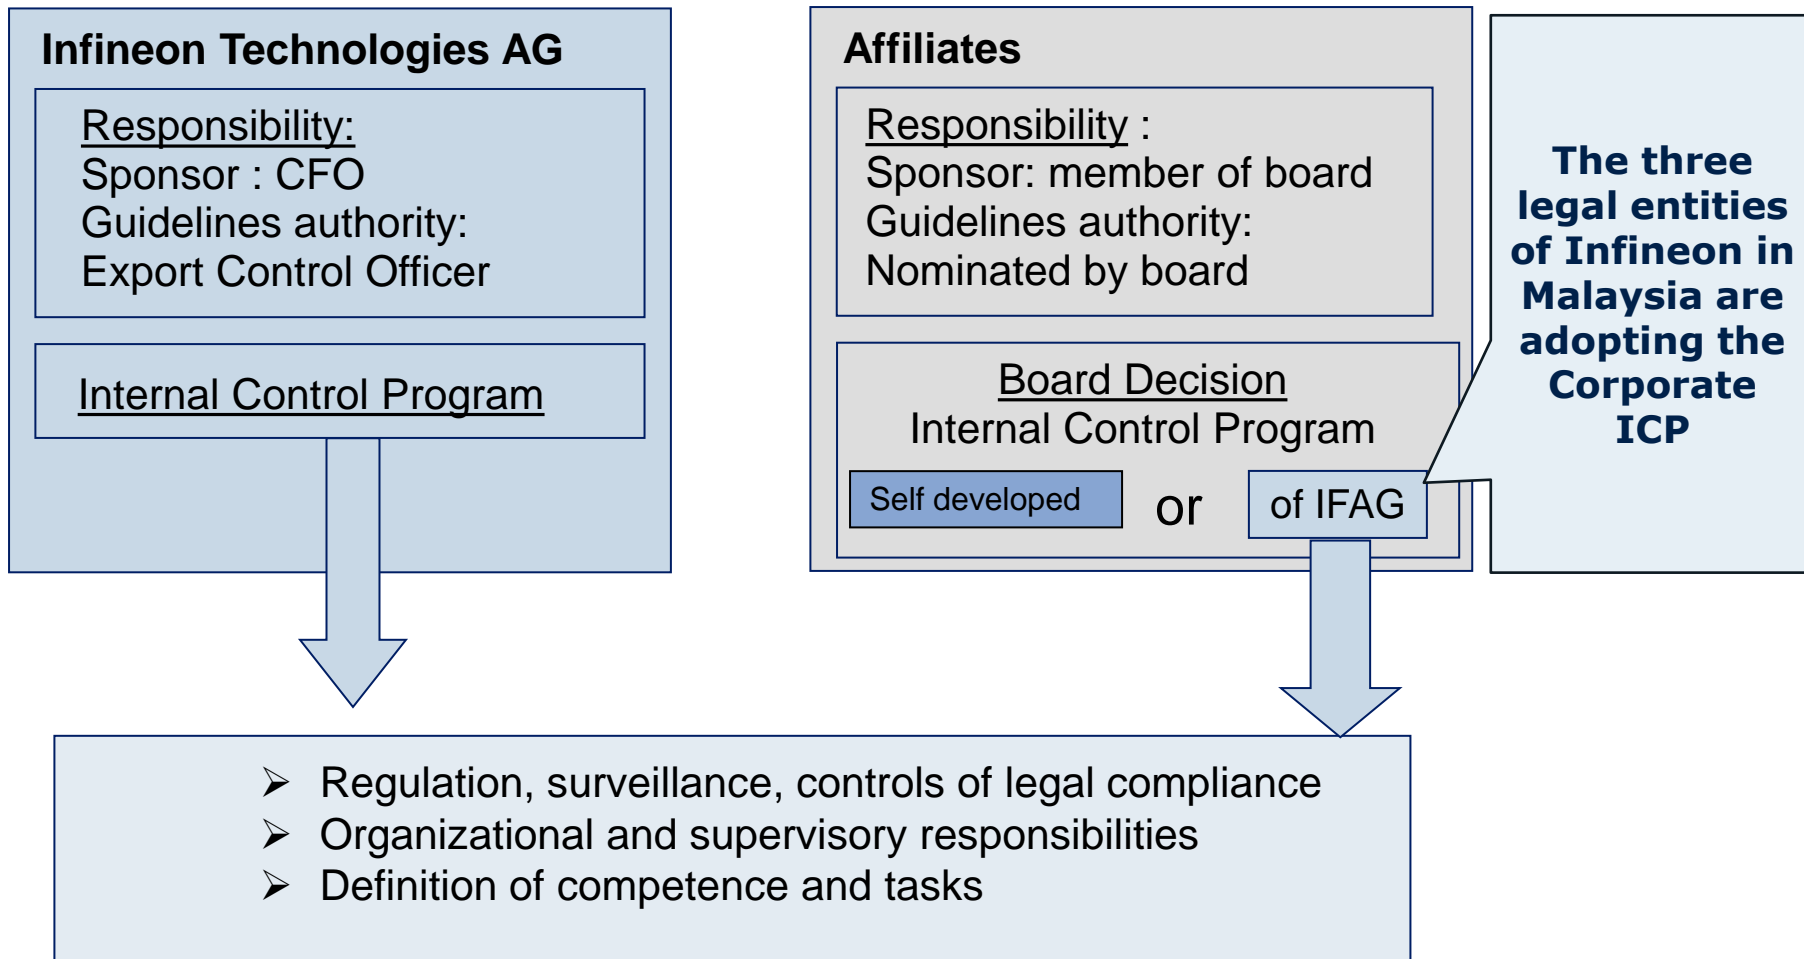 Infineon Technologies AG
Responsibility:
Sponsor : CFO
Guidelines authority:
Export Control Officer
Internal Control Program
Affiliates
Responsibility :
Sponsor: member of board
Guidelines authority:
Nominated by board
Board Decision
Internal Control Program
Self developed
or
of IFAG
The three
legal entities
of Infineon in
Malaysia are
adopting the
Corporate
ICP
➢ Regulation, surveillance, controls of legal compliance
➢ Organizational and supervisory responsibilities
➢ Definition of competence and tasks